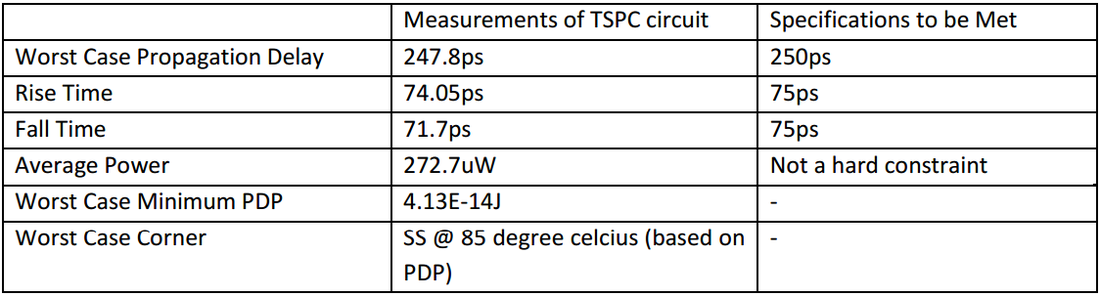 Measurements of TSPC circuit Specifications to be Met
Worst Case Propagation Delay 247.8ps 250ps
Rise Time 74.05ps 75ps
Fall Time 71.7ps 75ps
Average Power 272.7uW Not a hard constraint
Worst Case Minimum PDP 4.13E-14J -
Worst Case Corner SS @ 85 degree celcius (based on -
PDP)